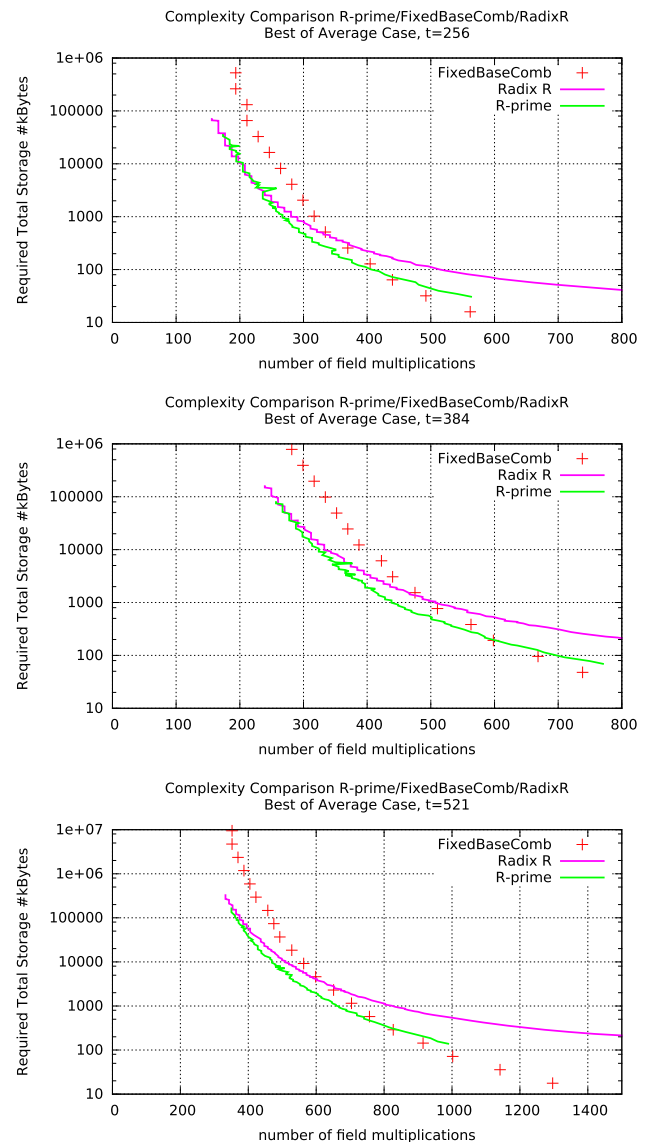 Complexity Comparison R-prime/FixedBaseComb/RadixR
Best of Average Case, t=256
Required Total Storage #kBytes
1e+06
100000
10000
1000
100
10
FixedBaseComb
Radix R
R-prime
0 100 200 300 400 500 600 700 800
number of field multiplications
Complexity Comparison R-prime/FixedBaseComb/RadixR
Best of Average Case, t=384
Required Total Storage #kBytes
1e+06
100000
10000
1000
100
10
FixedBaseComb
Radix R
R-prime
0 100 200 300 400 500 600 700 800
number of field multiplications
Complexity Comparison R-prime/FixedBaseComb/RadixR
Best of Average Case, t=521
Required Total Storage #kBytes
1e+07
1e+06
100000
10000
1000
100
10
FixedBaseComb
Radix R
R-prime
0 200 400 600 800 1000 1200 1400
number of field multiplications